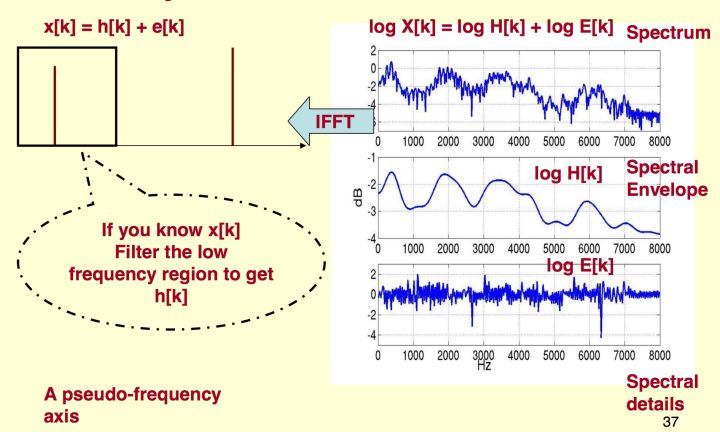 x[k] = h[k] + e[k]
log X[k] = log H[k] + log E[k]
Spectrum
2
0
-2
-4
-6
0 1000 2000 3000 4000 5000 6000 7000 8000
IFFT
-1
-2
-3
-4
dB
log H[k]
Spectral
Envelope
0 1000 2000 3000 4000 5000 6000 7000 8000
If you know x[k]
Filter the low
frequency region to get
h[k]
log E[k]
2
0
-2
-4
0 1000 2000 3000 4000 5000 6000 7000 8000
Hz
A pseudo-frequency
axis
Spectral
details
37